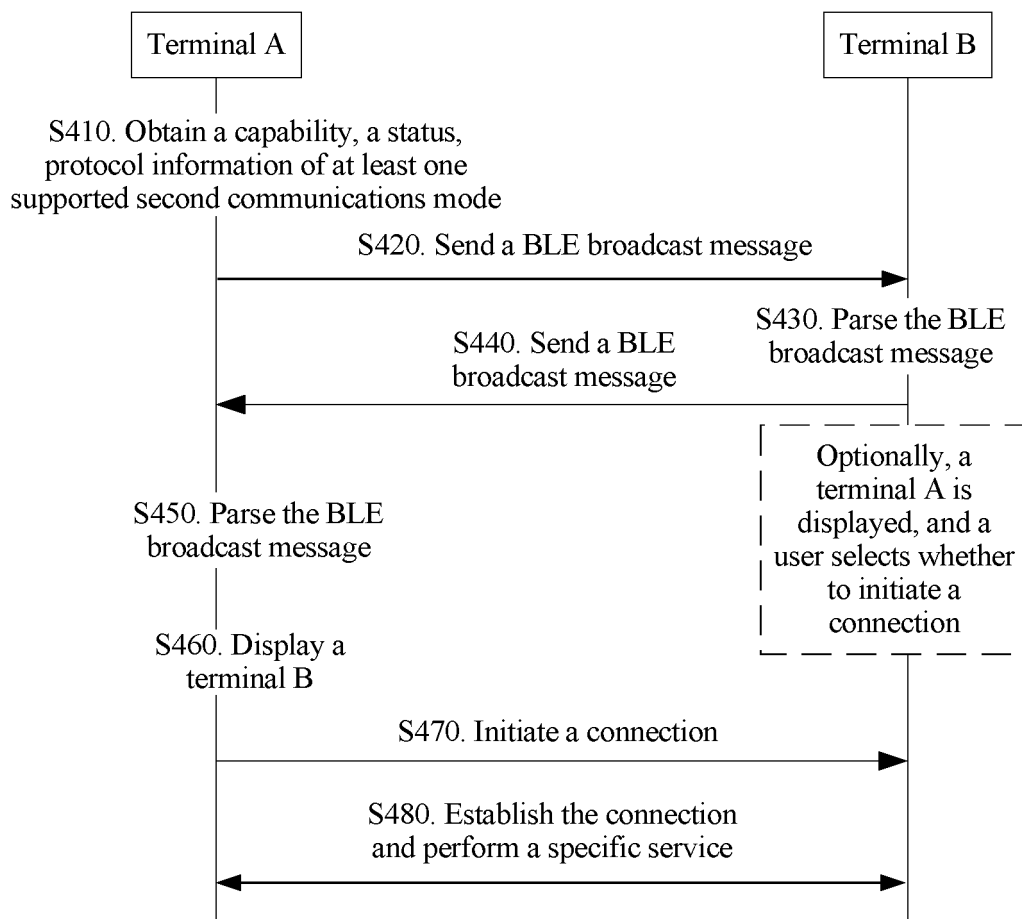 Terminal A
Terminal B
S410. Obtain a capability, a status,
protocol information of at least one
supported second communications mode
S420. Send a BLE broadcast message
S430. Parse the BLE
broadcast message
S440. Send a BLE
broadcast message
Optionally, a
terminal A is
displayed, and a
user selects whether
to initiate a
connection
S450. Parse the BLE
broadcast message
S460. Display a
terminal B
S470. Initiate a connection
S480. Establish the connection
and perform a specific service